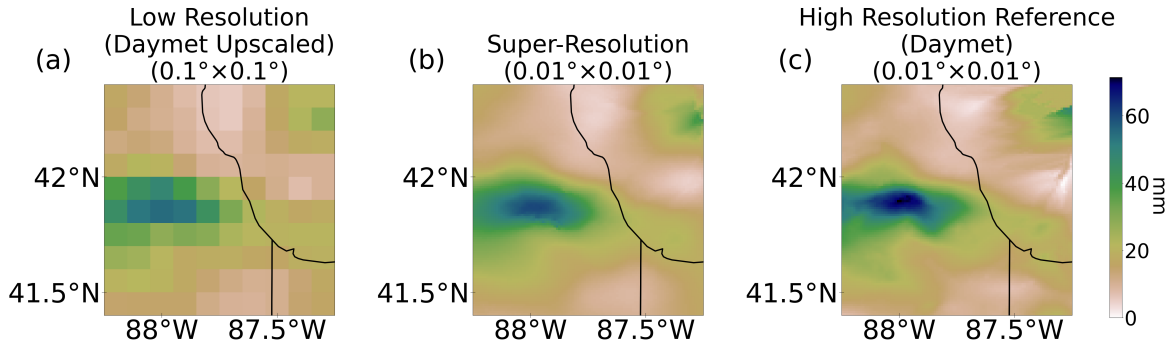 (a)
Low Resolution
(Daymet Upscaled)
(0.1°×0.1°)
42°N
41.5°N
88°W
87.5°W
(b)
Super-Resolution
(0.01°×0.01°)
42°N
41.5°N
88°W
87.5°W
(c)
High Resolution Reference
(Daymet)
(0.01°×0.01°)
42°N
41.5°N
88°W
87.5°W
60
40
20
0
mm